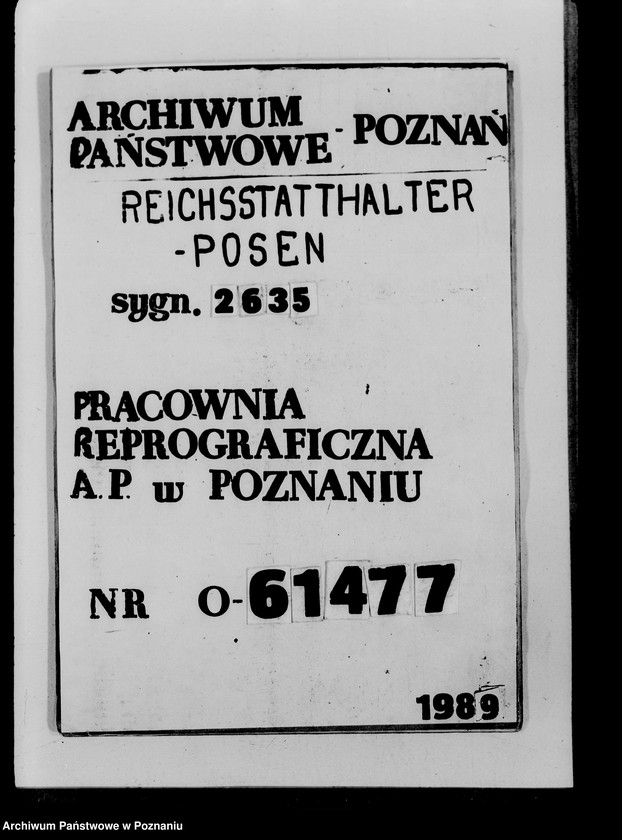 ARCHIWUM
PAŃSTWOWE - POZNAŃ
REICHSSTATTHALTER
-POSEN
sygn. 2635
PRACOWNIA
REPROGRAFICZNA
A.P. w POZNANIU
NR O-61477
1989
Archiwum Państwowe w Poznaniu